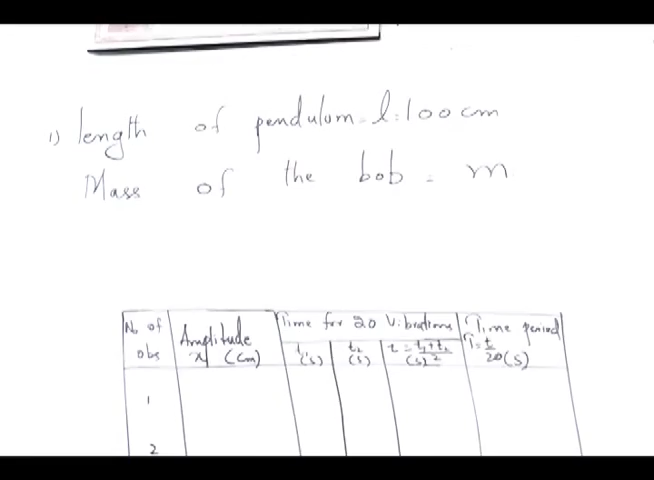 1) length of pendulum = l = 100 cm
Mass of the bob = m
No of obs
Amplitude x (cm)
Time for 20 Vibrations
t₁ (s)
t₂ (s)
t = t₁+t₂/2 (s)
Time period T = t/20 (s)
1
2